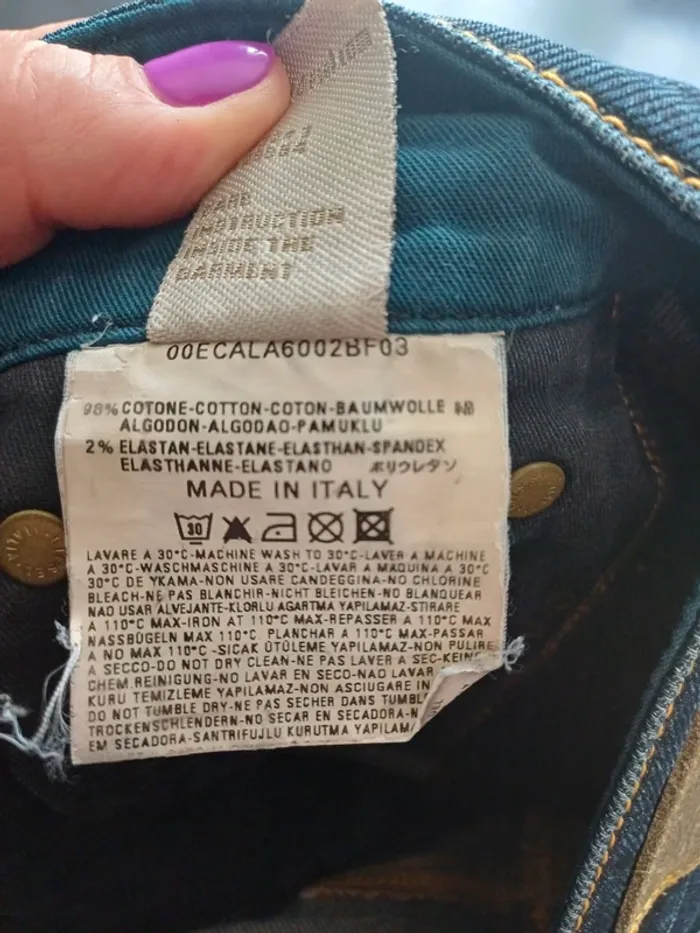 INSTRUCTION
INSIDE THE
GARMENT
00ECALA6002BF03
98% COTONE-COTTON-COTON-BAUMWOLLE 綿
ALGODON-ALGODAO-PAMUKLU
2% ELASTAN-ELASTANE-ELASTHAN-SPANDEX
ELASTHANNE-ELASTANO ポリウレタン
MADE IN ITALY
30
LAVARE A 30°C-MACHINE WASH TO 30°C-LAVER A MACHINE
A 30°C-WASCHMASCHINE A 30°C-LAVAR A MAQUINA A 30°C
30°C DE YKAMA-NON USARE CANDEGGINA-NO CHLORINE
BLEACH-NE PAS BLANCHIR-NICHT BLEICHEN-NO BLANQUEAR
NAO USAR ALVEJANTE-KLORLU AGARTMA YAPILAMAZ-STIRARE
A 110°C MAX-IRON AT 110°C MAX-REPASSER A 110°C MAX
NASSBÜGELN MAX 110°C PLANCHAR A 110°C MAX-PASSAR
A NO MAX 110°C -SICAK ÜTÜLEME YAPILMAZ-NON PULIRE
A SECCO-DO NOT DRY CLEAN-NE PAS LAVER A SEC-KEINE
CHEM.REINIGUNG-NO LAVAR EN SECO-NAO LAVAR
KURU TEMIZLEME YAPILAMAZ-NON ASCIUGARE IN
DO NOT TUMBLE DRY-NE PAS SECHER DANS TUMBL
TROCKENSCHLENDERN-NO SECAR EN SECADORA-N
EM SECADORA-SANTRIFUJLU KURUTMA YAPILAM